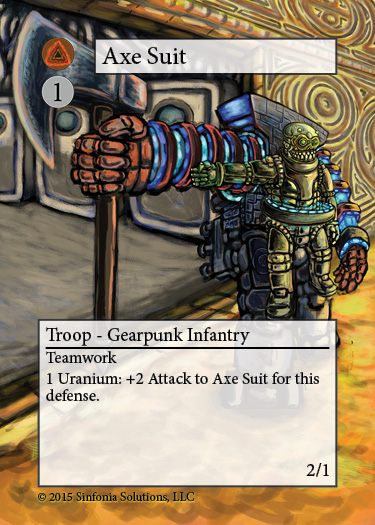 Axe Suit
1
Troop - Gearpunk Infantry
Teamwork
1 Uranium: +2 Attack to Axe Suit for this
defense.
2/1
© 2015 Sinfonia Solutions, LLC